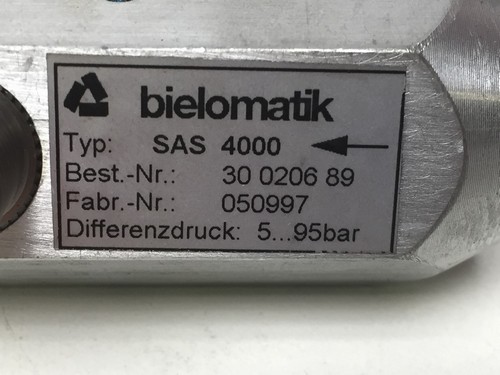 bielomatik
Typ: SAS 4000
Best.-Nr.: 30 0206 89
Fabr.-Nr.: 050997
Differenzdruck: 5...95bar